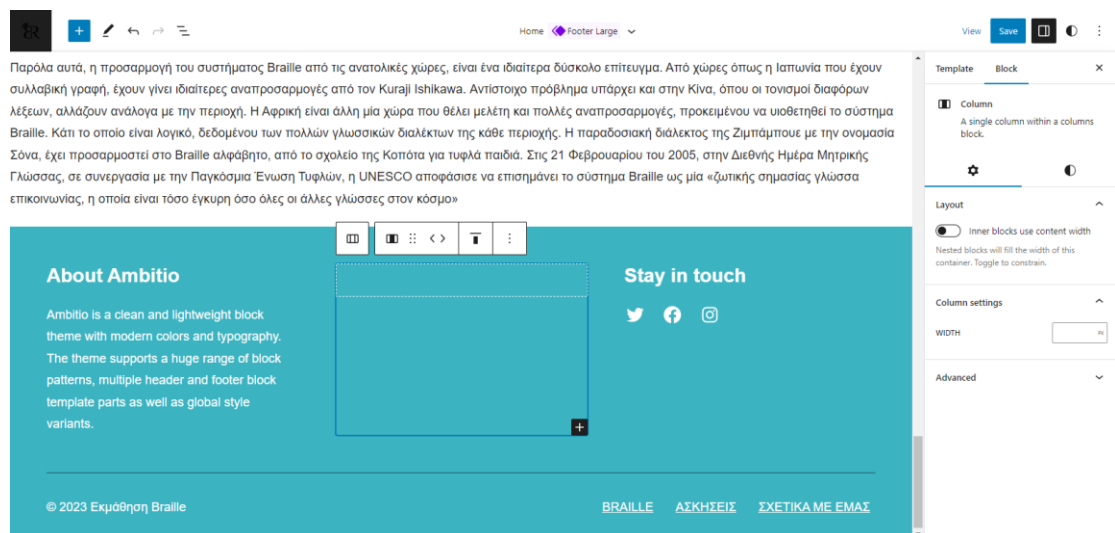 Home Footer Large
View Save
Παρόλα αυτά, η προσαρμογή του συστήματος Braille από τις ανατολικές χώρες, είναι ένα ιδιαίτερα δύσκολο επίτευγμα. Από χώρες όπως η Ιαπωνία που έχουν
συλλαβική γραφή, έχουν γίνει ιδιαίτερες αναπροσαρμογές από τον Kuraji Ishikawa. Αντίστοιχο πρόβλημα υπάρχει και στην Κίνα, όπου οι τονισμοί διαφόρων
λέξεων, αλλάζουν ανάλογα με την περιοχή. Η Αφρική είναι άλλη μία χώρα που θέλει μελέτη και πολλές αναπροσαρμογές, προκειμένου να υιοθετηθεί το σύστημα
Braille. Κάτι το οποίο είναι λογικό, δεδομένου των πολλών γλωσσικών διαλέκτων της κάθε περιοχής. Η παραδοσιακή διάλεκτος της Ζιμπάμπουε με την ονομασία
Σόνα, έχει προσαρμοστεί στο Braille αλφάβητο, από το σχολείο της Κοπότα για τυφλά παιδιά. Στις 21 Φεβρουαρίου του 2005, στην Διεθνής Ημέρα Μητρικής
Γλώσσας, σε συνεργασία με την Παγκόσμια Ένωση Τυφλών, η UNESCO αποφάσισε να επισημάνει το σύστημα Braille ως μία «ζωτικής σημασίας γλώσσα
επικοινωνίας, η οποία είναι τόσο έγκυρη όσο όλες οι άλλες γλώσσες στον κόσμο»
About Ambitio
Ambitio is a clean and lightweight block
theme with modern colors and typography.
The theme supports a huge range of block
patterns, multiple header and footer block
template parts as well as global style
variants.
Stay in touch
© 2023 Εκμάθηση Braille
BRAILLE ΑΣΚΗΣΕΙΣ ΣΧΕΤΙΚΑ ΜΕ ΕΜΑΣ
Template Block
Column
A single column within a columns
block.
Layout
Inner blocks use content width
Nested blocks will fill the width of this
container. Toggle to constrain.
Column settings
WIDTH
Advanced